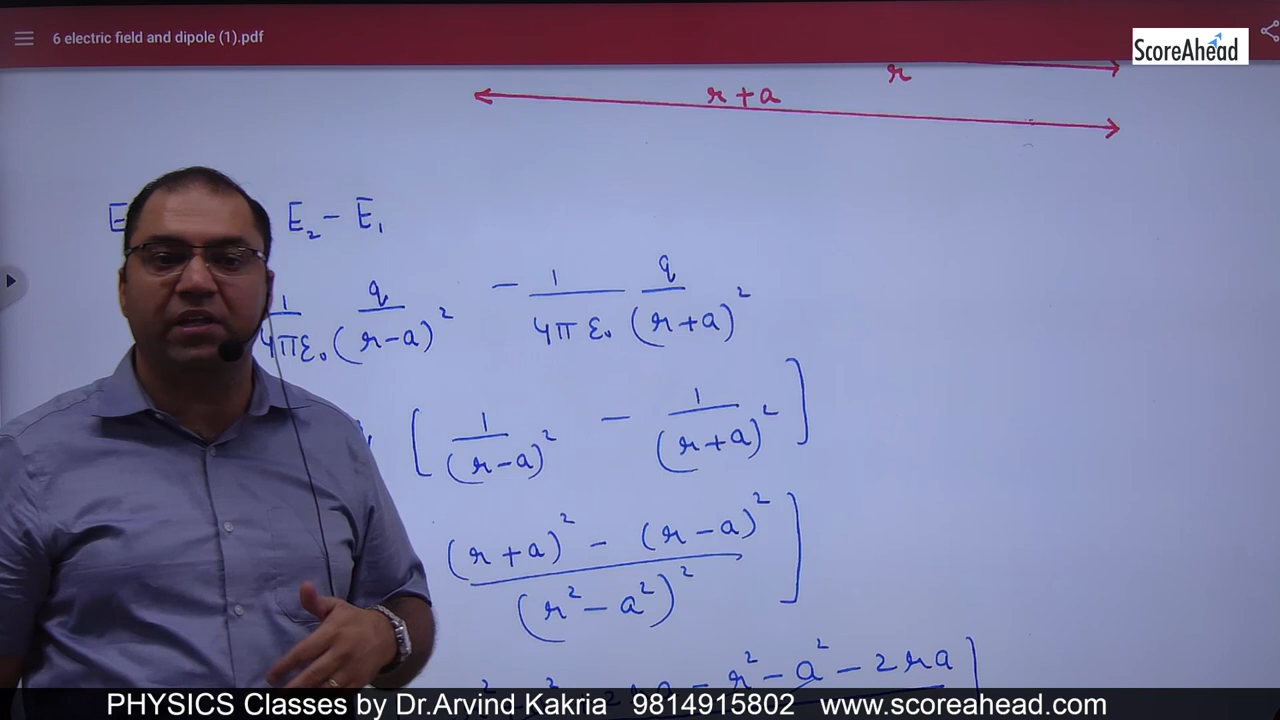 6 electric field and dipole (1).pdf
ScoreAhead
r
r + a
E E₂ - E₁
1/4πε₀ q/(r-a)² - 1/4πε₀ q/(r+a)²
[ 1/(r-a)² - 1/(r+a)² ]
(r+a)² - (r-a)² / (r²-a²)² ]
- r² - a² - 2ra ]
PHYSICS Classes by Dr.Arvind Kakria 9814915802 www.scoreahead.com